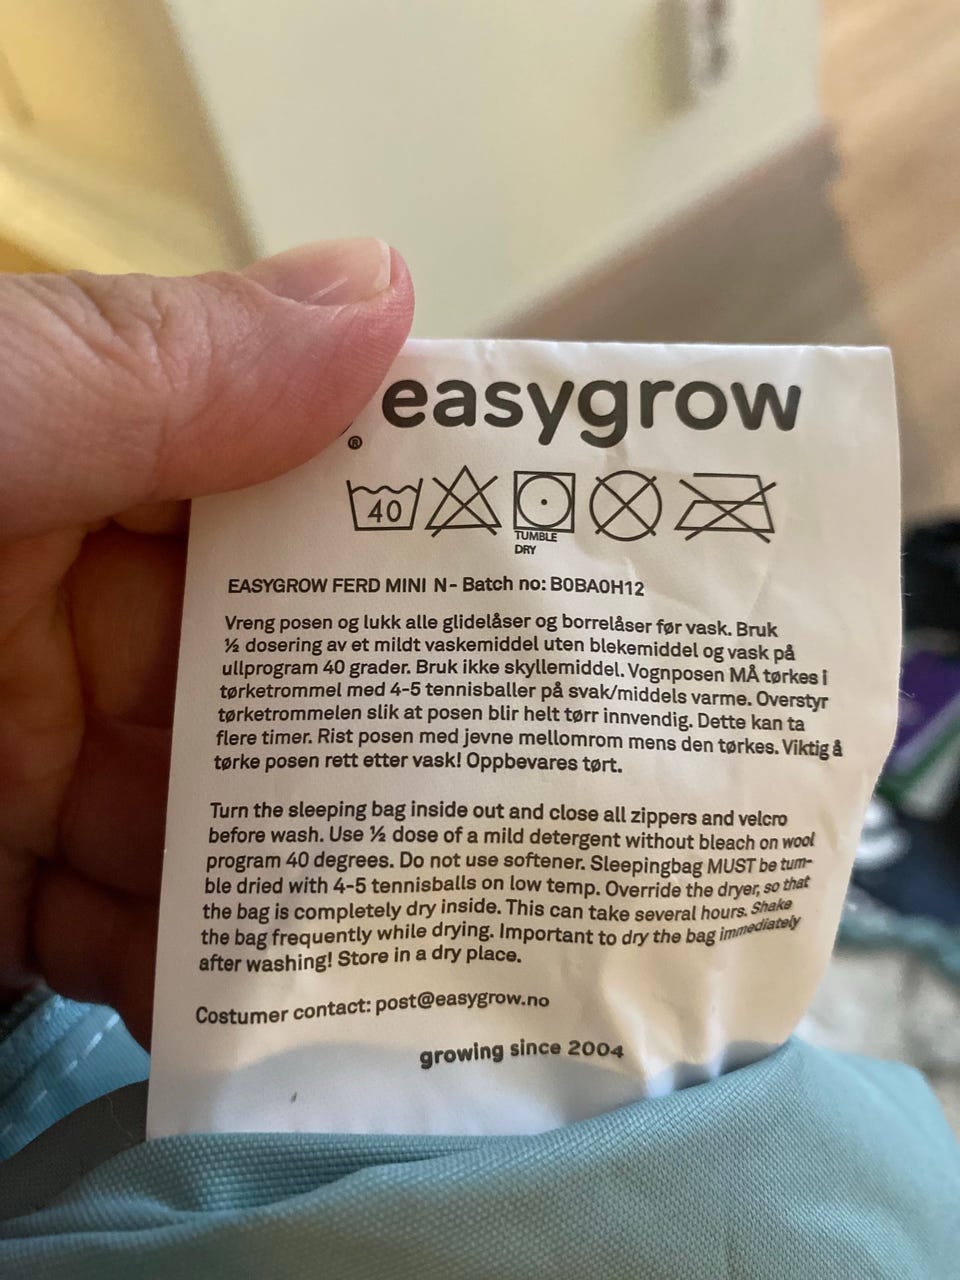 easygrow
®
40
TUMBLE
DRY
EASYGROW FERD MINI N - Batch no: B0BA0H12
Vreng posen og lukk alle glidelåser og borrelåser før vask. Bruk
½ dosering av et mildt vaskemiddel uten blekemiddel og vask på
ullprogram 40 grader. Bruk ikke skyllemiddel. Vognposen MÅ tørkes i
tørketrommel med 4-5 tennisballer på svak/middels varme. Overstyr
tørketrommelen slik at posen blir helt tørr innvendig. Dette kan ta
flere timer. Rist posen med jevne mellomrom mens den tørkes. Viktig å
tørke posen rett etter vask! Oppbevares tørt.
Turn the sleeping bag inside out and close all zippers and velcro
before wash. Use ½ dose of a mild detergent without bleach on wool
program 40 degrees. Do not use softener. Sleepingbag MUST be tum-
ble dried with 4-5 tennisballs on low temp. Override the dryer, so that
the bag is completely dry inside. This can take several hours. Shake
the bag frequently while drying. Important to dry the bag immediately
after washing! Store in a dry place.
Costumer contact: post@easygrow.no
growing since 2004